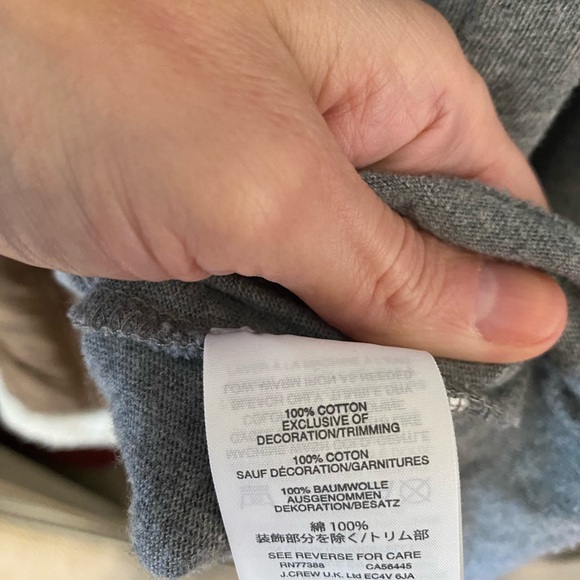 100% COTTON
EXCLUSIVE OF
DECORATION/TRIMMING
100% COTON
SAUF DÉCORATION/GARNITURES
100% BAUMWOLLE
AUSGENOMMEN
DEKORATION/BESATZ
綿 100%
装飾部分を除く/トリム部
SEE REVERSE FOR CARE
RN77388 CA56445
J.CREW U.K. Ltd EC4V 6JA